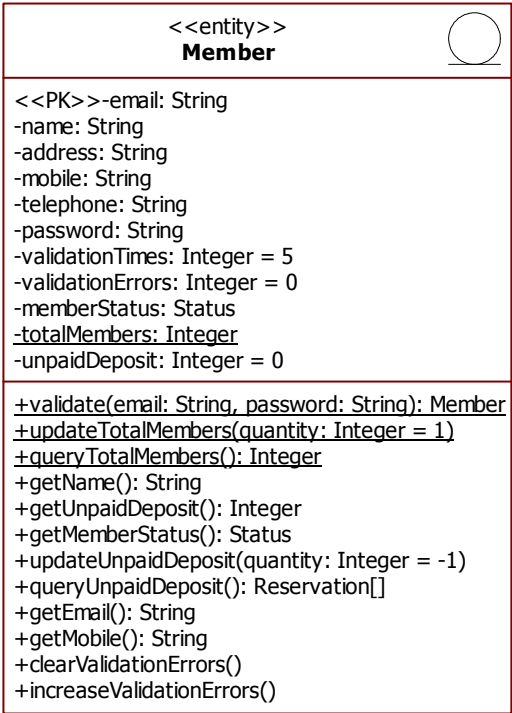 <<entity>>
Member
<<PK>>-email: String
-name: String
-address: String
-mobile: String
-telephone: String
-password: String
-validationTimes: Integer = 5
-validationErrors: Integer = 0
-memberStatus: Status
-totalMembers: Integer
-unpaidDeposit: Integer = 0
+validate(email: String, password: String): Member
+updateTotalMembers(quantity: Integer = 1)
+queryTotalMembers(): Integer
+getName(): String
+getUnpaidDeposit(): Integer
+getMemberStatus(): Status
+updateUnpaidDeposit(quantity: Integer = -1)
+queryUnpaidDeposit(): Reservation[]
+getEmail(): String
+getMobile(): String
+clearValidationErrors()
+increaseValidationErrors()